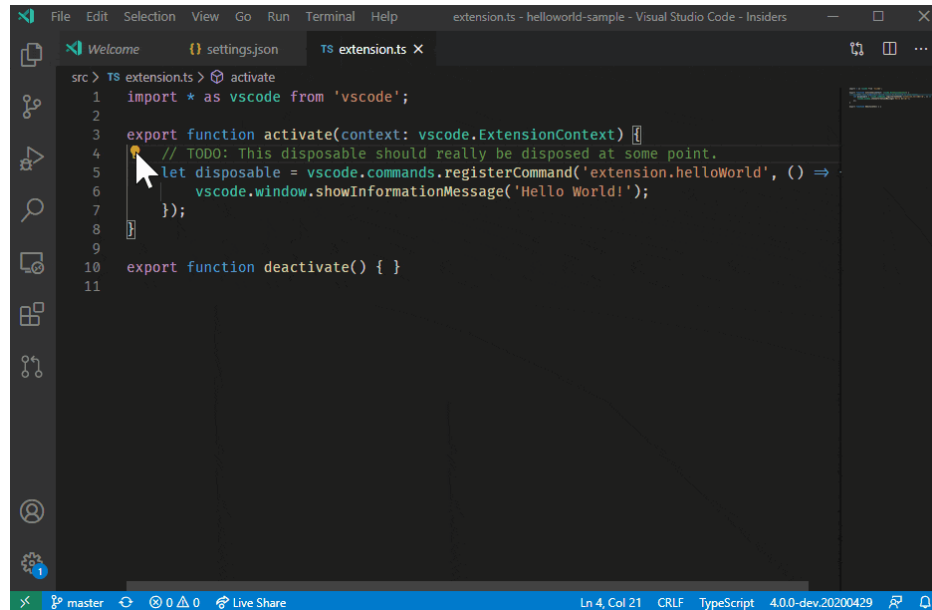 File Edit Selection View Go Run Terminal Help extension.ts - helloworld-sample - Visual Studio Code - Insiders
Welcome {} settings.json TS extension.ts
src > TS extension.ts > activate
1 import * as vscode from 'vscode';
2
3 export function activate(context: vscode.ExtensionContext) {
4 // TODO: This disposable should really be disposed at some point.
5 let disposable = vscode.commands.registerCommand('extension.helloWorld', () ⇒
6 vscode.window.showInformationMessage('Hello World!');
7 });
8 }
9
10 export function deactivate() { }
11
1
master 0 0 Live Share Ln 4, Col 21 CRLF TypeScript 4.0.0-dev.20200429